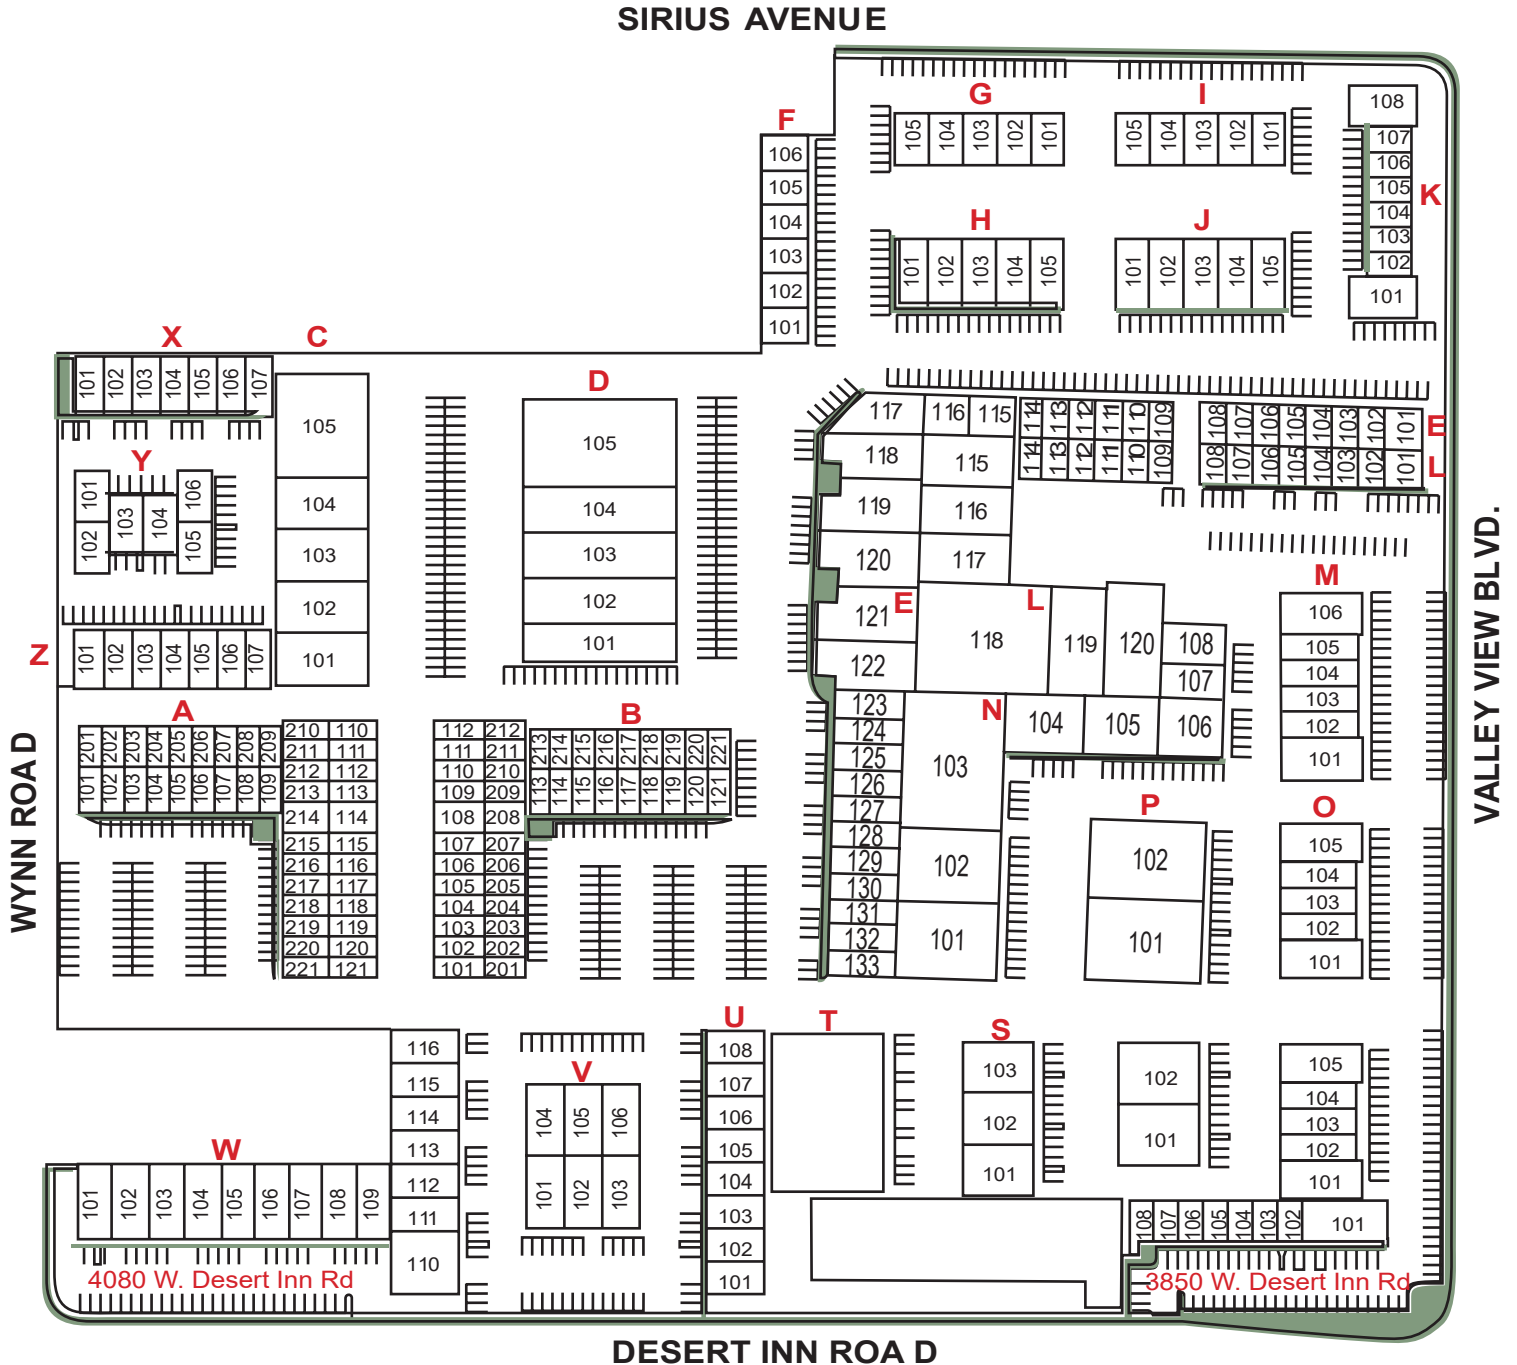 SIRIUS AVENUE
G
I
108
F
105 104 103 102 101
105 104 103 102 101
107
106
106
105
105
K
104
104
H
J
103
103
101 102 103 104 105
101 102 103 104 105
102
102
101
101
X
C
101 102 103 104 105 106 107
D
117 116 115
114 113 112 111 110 109
108 107 106 105 104 103 102 101
E
105
105
118 115
114 113 112 111 110 109
108 107 106 105 104 103 102 101
L
Y
101 103 104 106
102 105
104
104
119 116
103
103
120 117
M
106
102
102
121
E
L
118 119 120 108
105
Z
101 102 103 104 105 106 107
101
101
122
107
104
103
A
B
123
N
104 105 106
102
201 202 203 204 205 206 207 208 209
101 102 103 104 105 106 107 108 109
210 110
211 111
212 112
213 113
214 114
215 115
216 116
217 117
218 118
219 119
220 120
221 121
112 212
111 211
110 210
109 209
108 208
107 207
106 206
105 205
104 204
103 203
102 202
101 201
213 214 215 216 217 218 219 220 221
113 114 115 116 117 118 119 120 121
124
125
126
127
128
129
130
131
132
133
103
102
101
101
P
102
101
O
105
104
103
102
101
WYNN ROA D
VALLEY VIEW BLVD.
U
T
S
116
115
114
113
112
111
110
V
104 105 106
101 102 103
108
107
106
105
104
103
102
101
103
102
101
102
101
105
104
103
102
101
W
101 102 103 104 105 106 107 108 109
108 107 106 105 104 103 102 101
4080 W. Desert Inn Rd
3850 W. Desert Inn Rd
DESERT INN ROA D